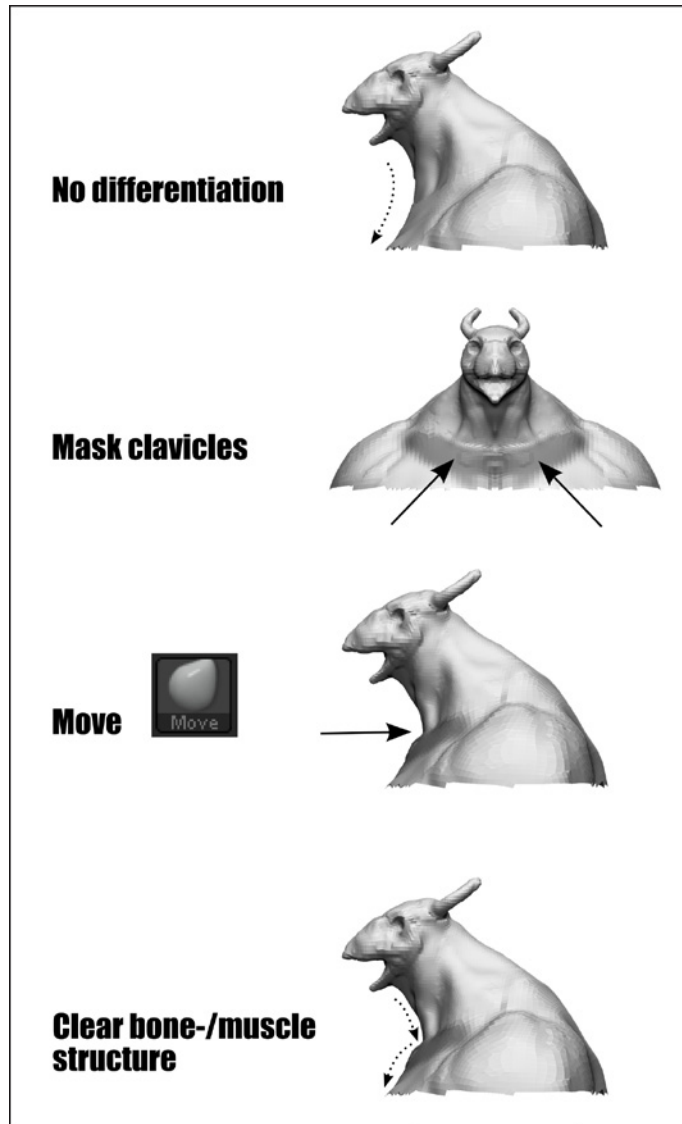 No differentiation
Mask clavicles
Move
Move
Clear bone-/muscle
structure